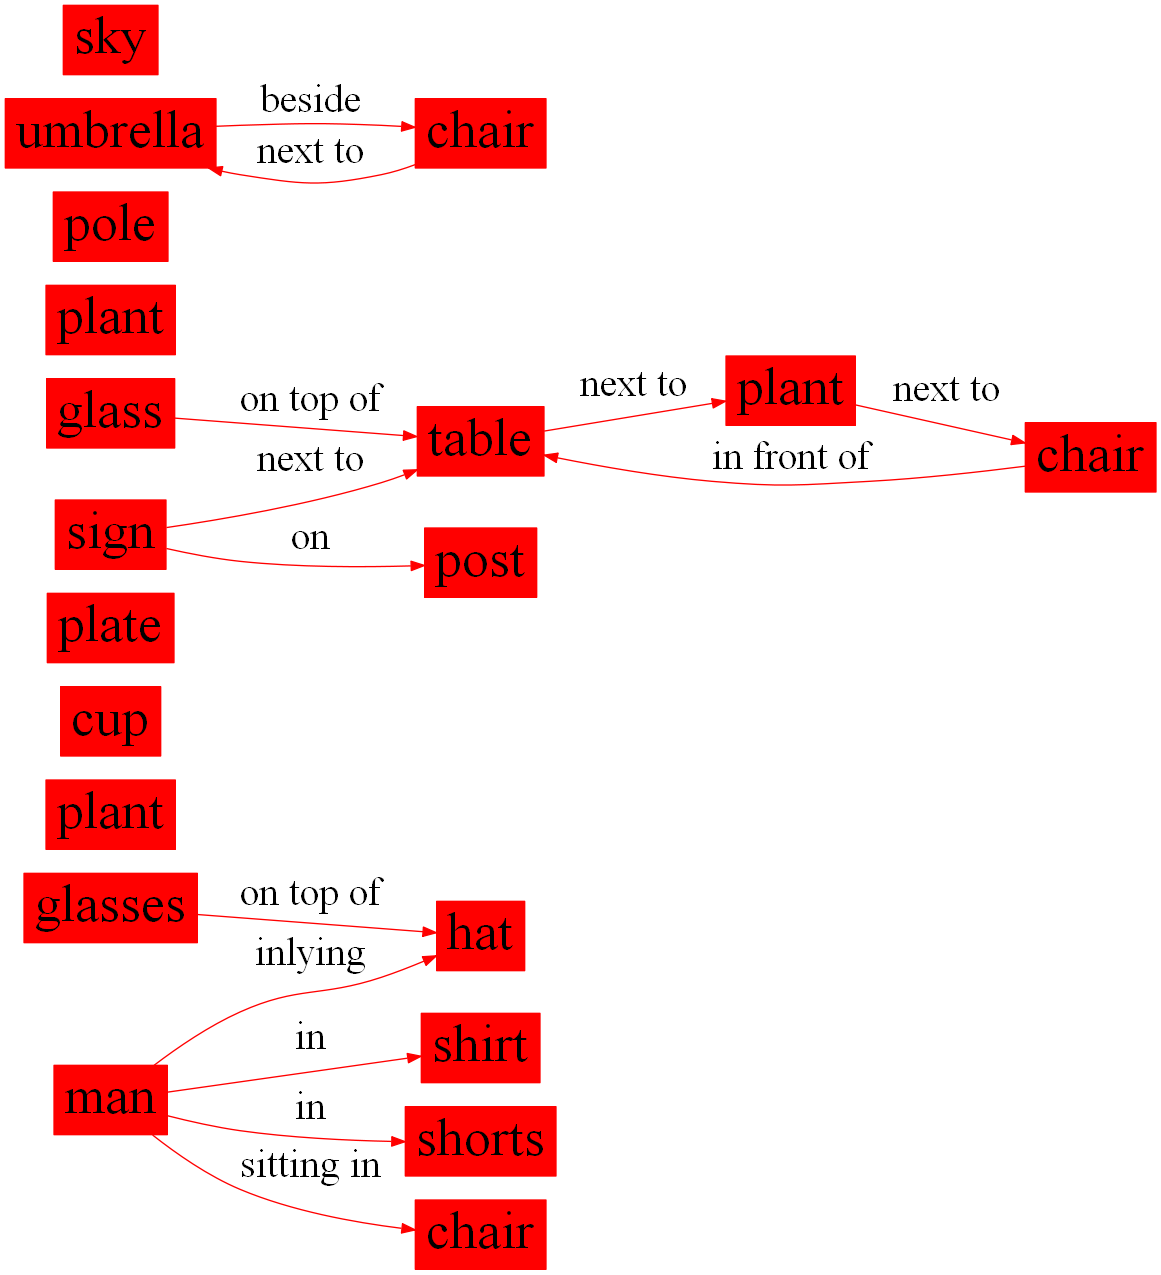 sky
umbrella
beside
next to
chair
pole
plant
glass
on top of
table
next to
plant
next to
chair
in front of
sign
next to
on
post
plate
cup
plant
glasses
on top of
hat
inlying
man
in
shirt
in
shorts
sitting in
chair